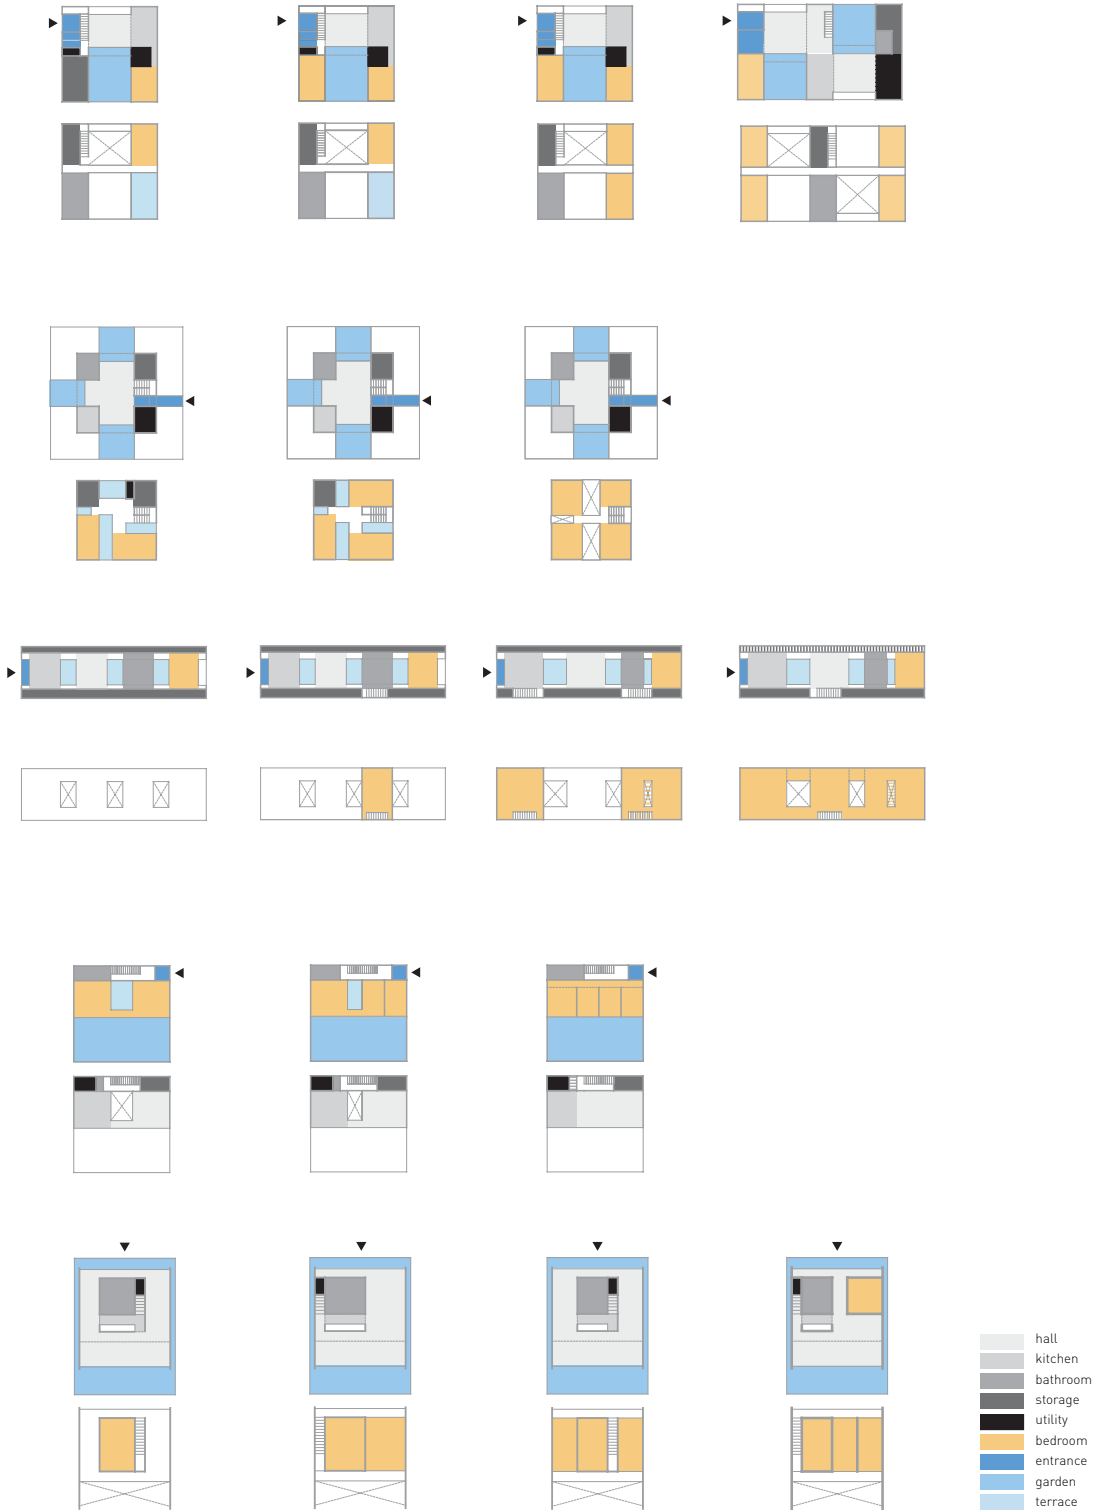 hall
kitchen
bathroom
storage
utility
bedroom
entrance
garden
terrace